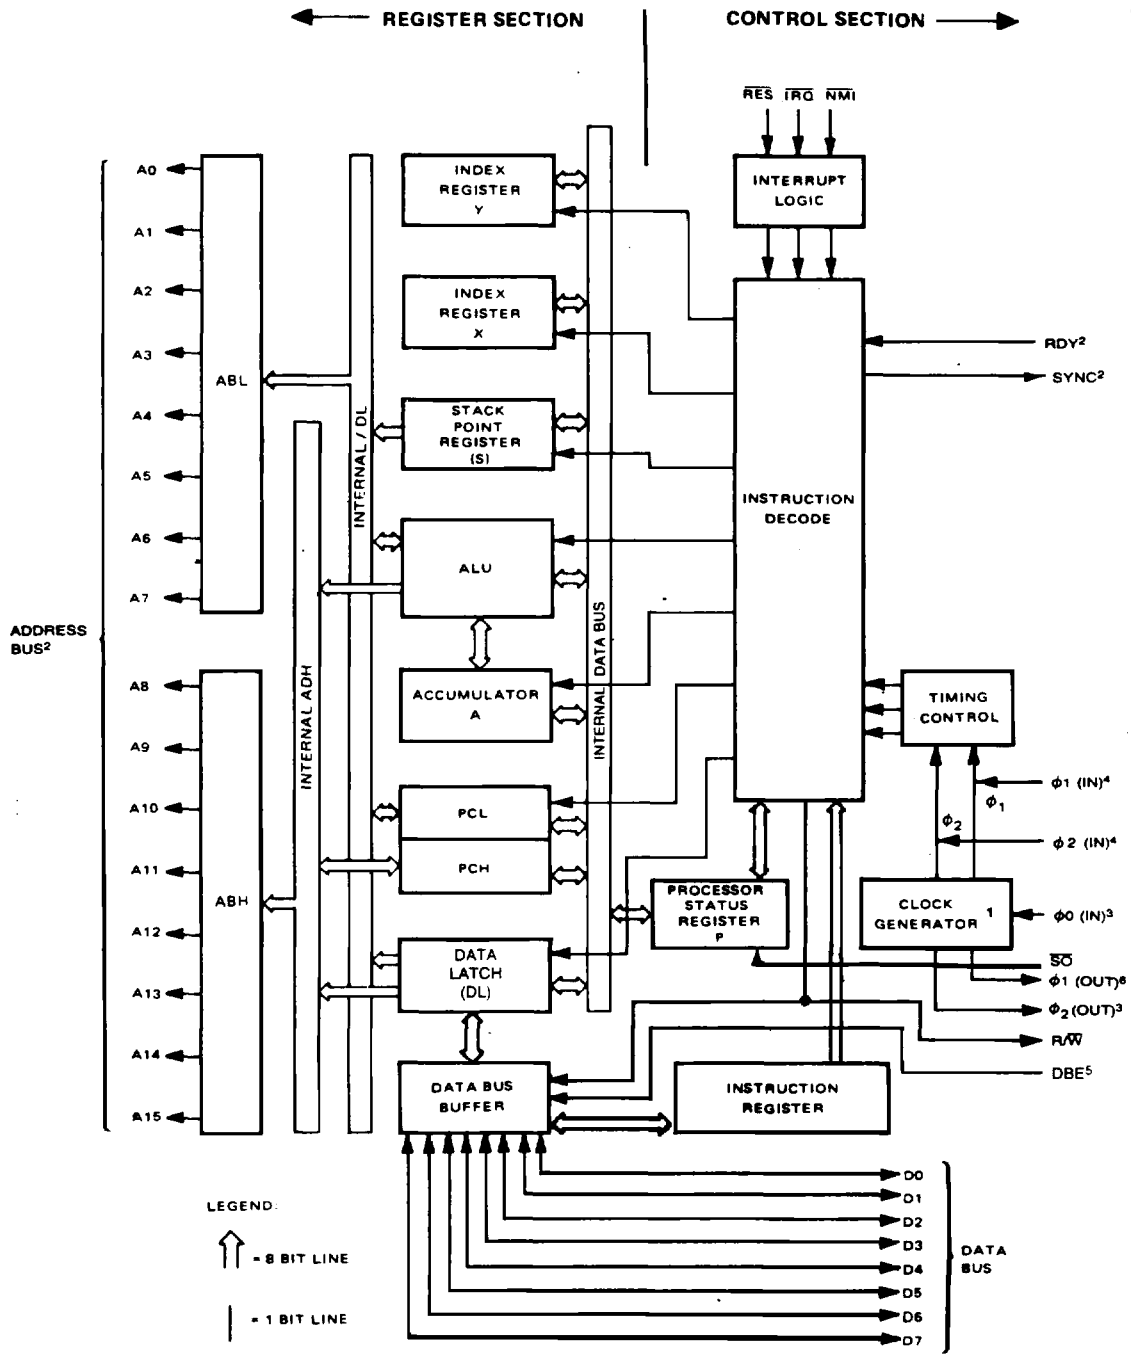 REGISTER SECTION
CONTROL SECTION
R̅E̅S̅ I̅R̅Q̅ N̅M̅I̅
INTERRUPT
LOGIC
INDEX
REGISTER
Y
INDEX
REGISTER
X
STACK
POINT
REGISTER
(S)
ALU
ACCUMULATOR
A
PCL
PCH
DATA
LATCH
(DL)
DATA BUS
BUFFER
A0
A1
A2
A3
A4
A5
A6
A7
ADDRESS
BUS²
A8
A9
A10
A11
A12
A13
A14
A15
ABL
ABH
INTERNAL ADH
INTERNAL / DL
INTERNAL DATA BUS
INSTRUCTION
DECODE
RDY²
SYNC²
TIMING
CONTROL
ϕ1 (IN)⁴
ϕ1
ϕ2
ϕ2 (IN)⁴
PROCESSOR
STATUS
REGISTER
P
CLOCK
GENERATOR 1
ϕ0 (IN)³
S̅O̅
ϕ1 (OUT)⁶
ϕ2 (OUT)³
R/W̅
DBE⁵
INSTRUCTION
REGISTER
D0
D1
D2
D3
D4
D5
D6
D7
DATA
BUS
LEGEND:
= 8 BIT LINE
= 1 BIT LINE